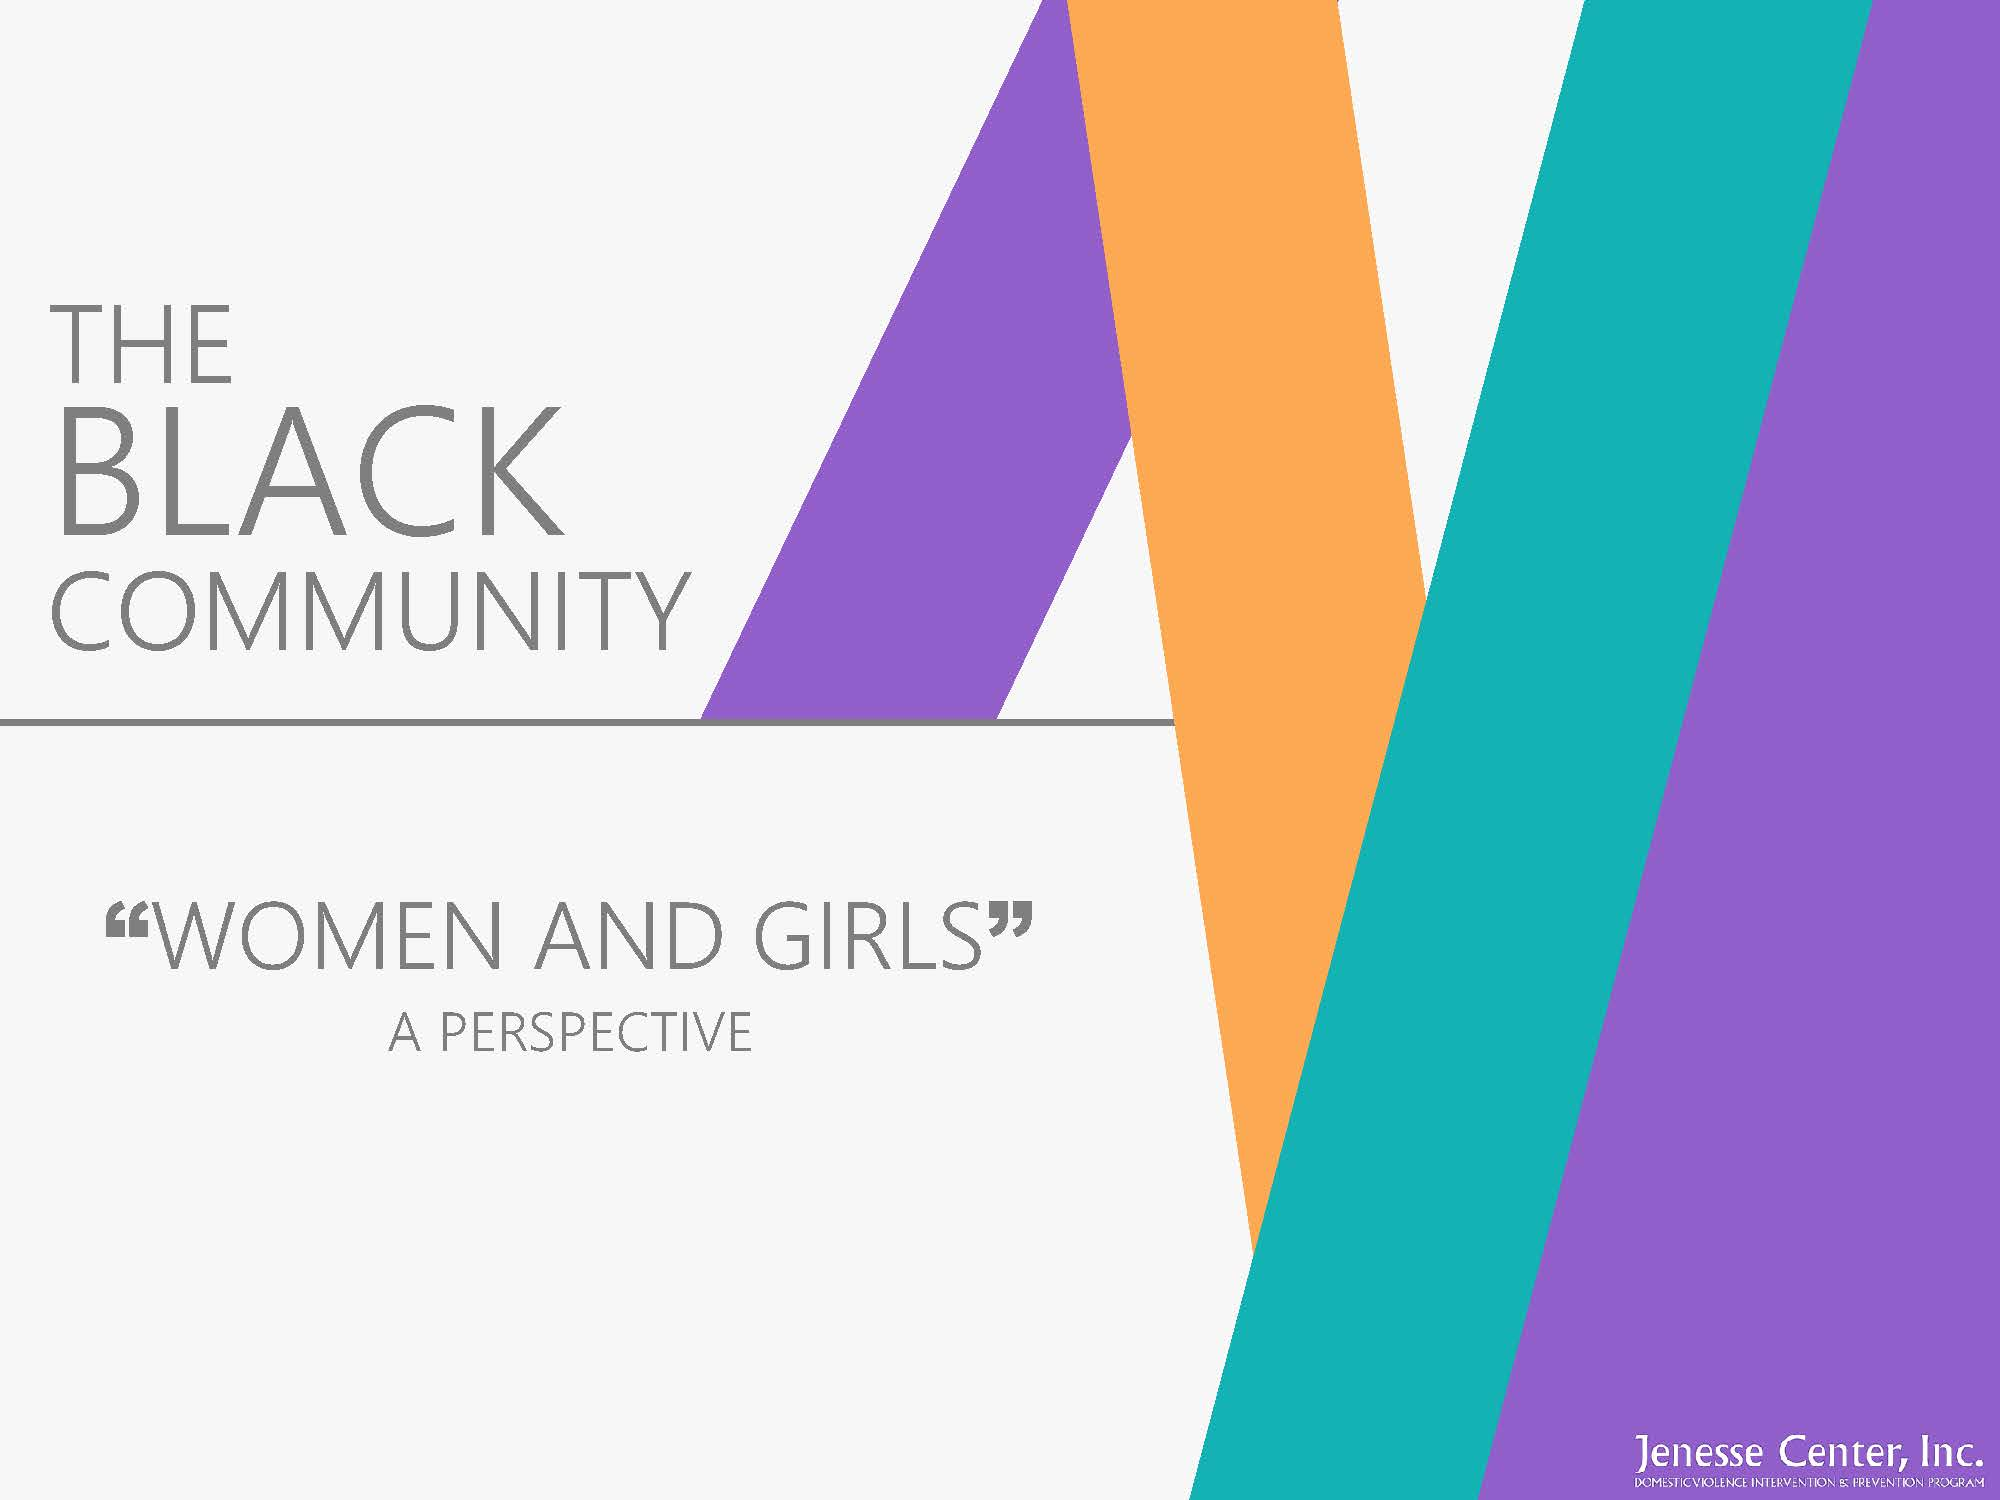 THE
BLACK
COMMUNITY
“WOMEN AND GIRLS”
A PERSPECTIVE
Jenesse Center, Inc.
DOMESTIC VIOLENCE INTERVENTION & PREVENTION PROGRAM